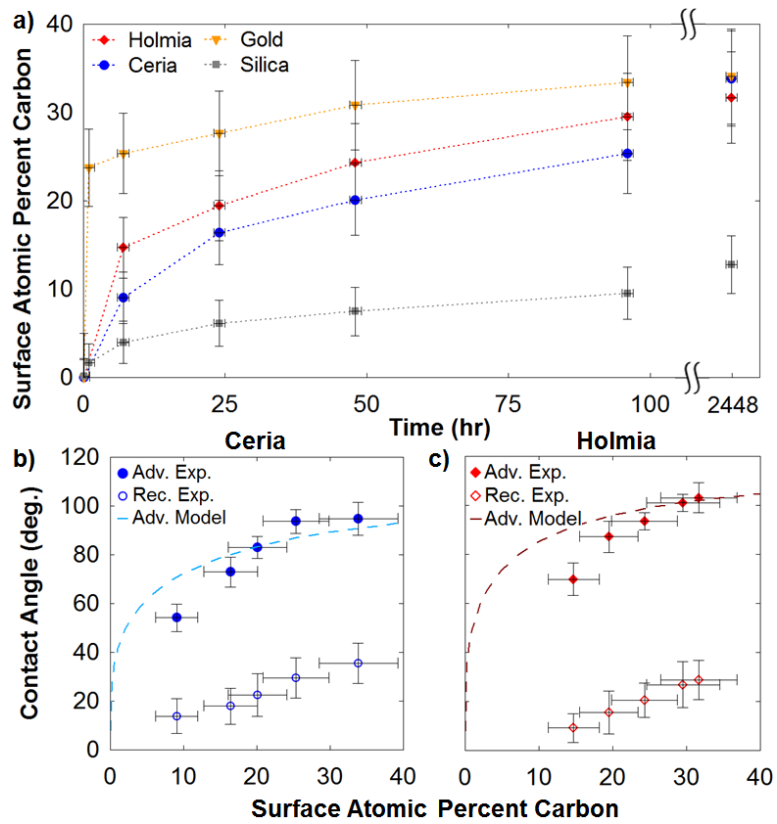 a)
Surface Atomic Percent Carbon
40
30
20
10
0
Holmia
Gold
Ceria
Silica
0
25
50
75
100
2448
Time (hr)
b)
Ceria
Contact Angle (deg.)
120
100
80
60
40
20
0
Adv. Exp.
Rec. Exp.
Adv. Model
0
10
20
30
40
c)
Holmia
Adv. Exp.
Rec. Exp.
Adv. Model
0
10
20
30
40
Surface Atomic Percent Carbon